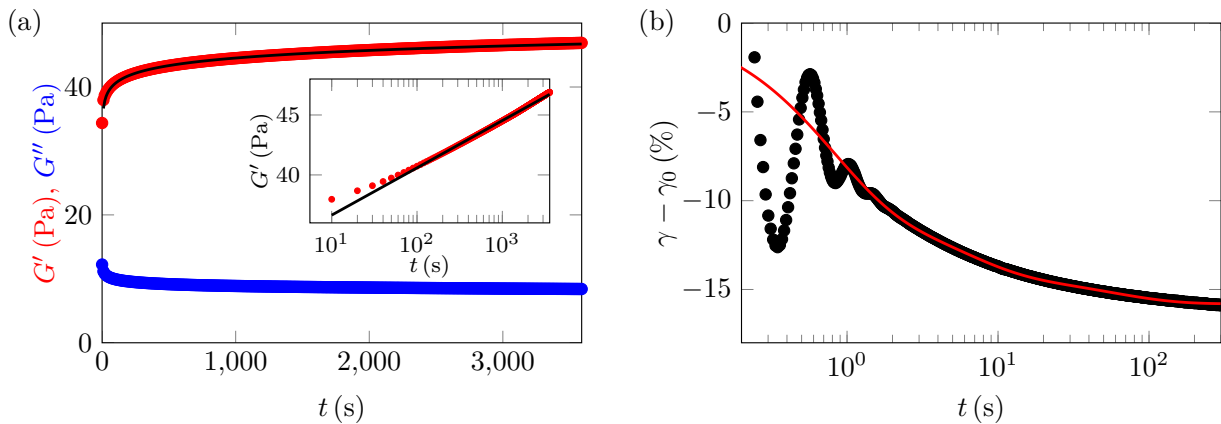 (a)
G′ (Pa), G″ (Pa)
40
20
0
0 1,000 2,000 3,000
t (s)
G′ (Pa)
45
40
10¹ 10² 10³
t (s)
(b)
γ − γ₀ (%)
0
−5
−10
−15
10⁰ 10¹ 10²
t (s)